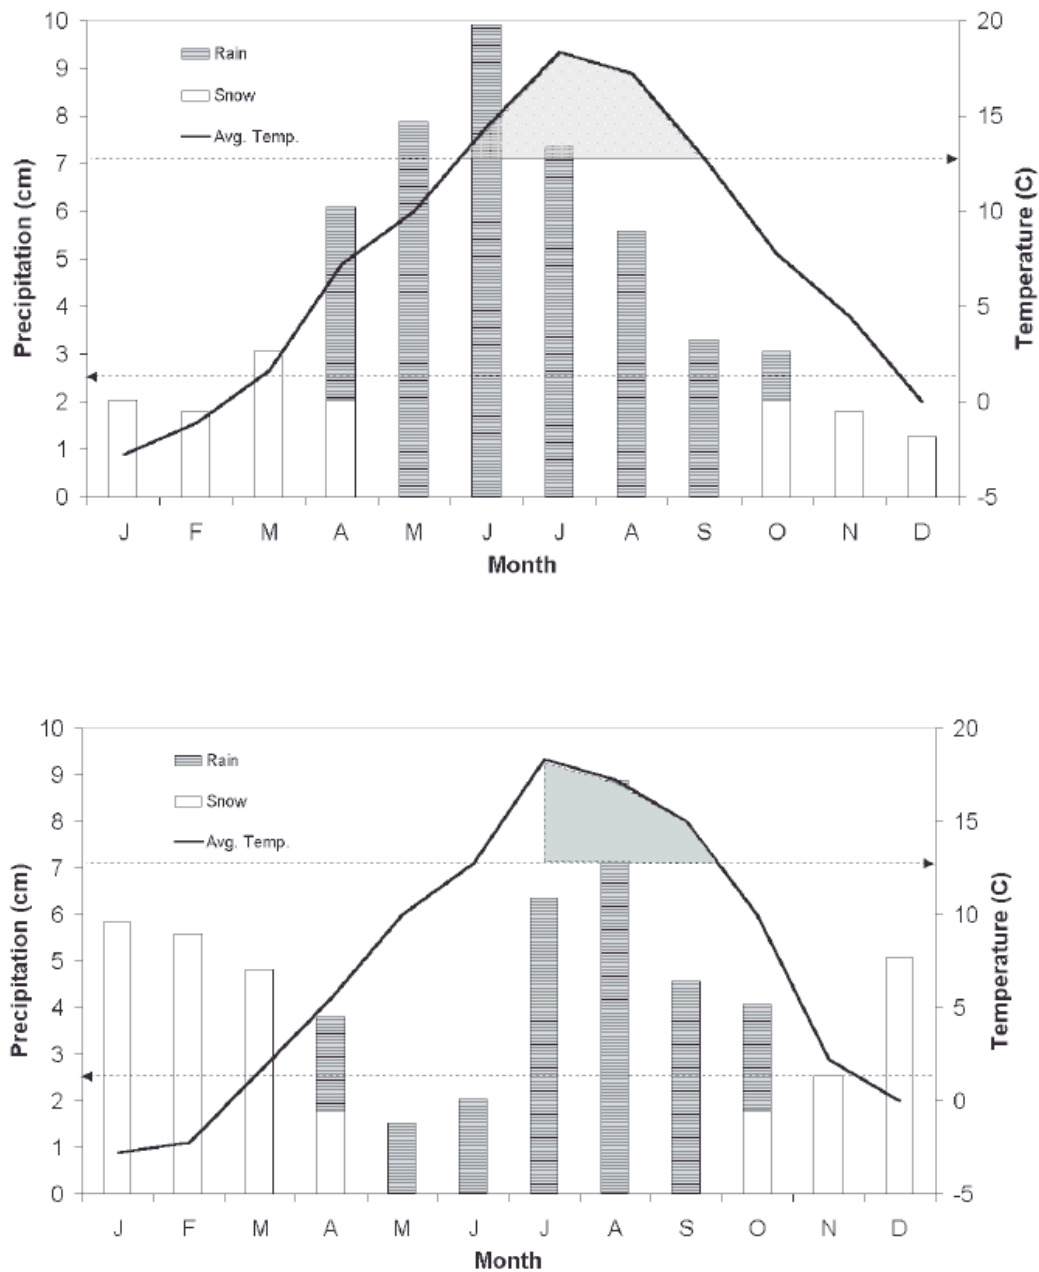 10
9
8
7
6
5
4
3
2
1
0
Precipitation (cm)
Rain
Snow
Avg. Temp.
20
15
10
5
0
-5
Temperature (C)
J F M A M J J A S O N D
Month
10
9
8
7
6
5
4
3
2
1
0
Precipitation (cm)
Rain
Snow
Avg. Temp.
20
15
10
5
0
-5
Temperature (C)
J F M A M J J A S O N D
Month